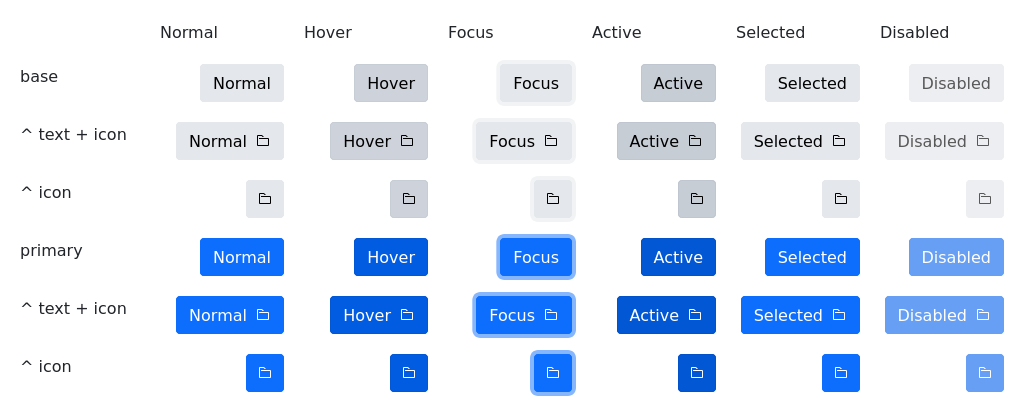 Normal Hover Focus Active Selected Disabled
base Normal Hover Focus Active Selected Disabled
^ text + icon Normal Hover Focus Active Selected Disabled
^ icon
primary Normal Hover Focus Active Selected Disabled
^ text + icon Normal Hover Focus Active Selected Disabled
^ icon